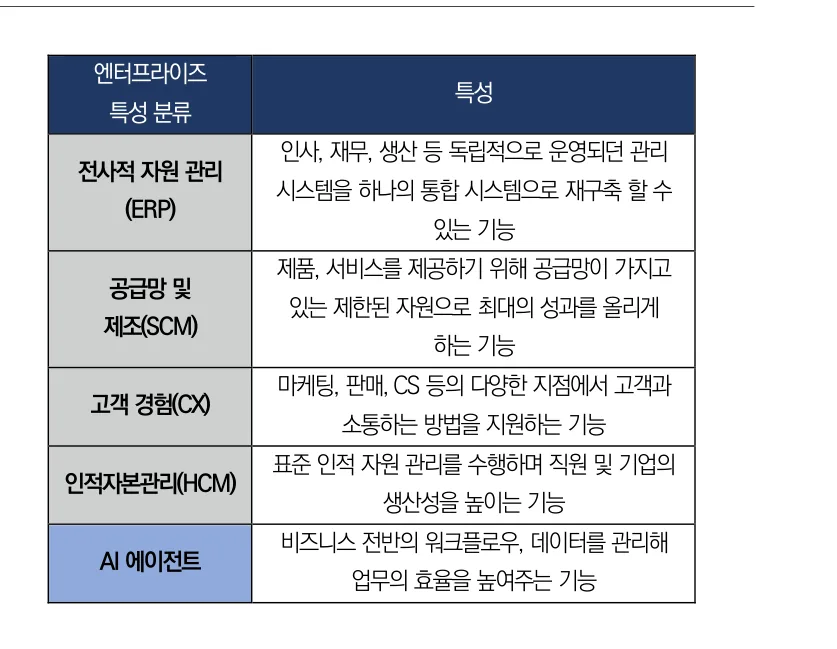 엔터프라이즈
특성 분류
특성
전사적 자원 관리
(ERP)
인사, 재무, 생산 등 독립적으로 운영되던 관리
시스템을 하나의 통합 시스템으로 재구축 할 수
있는 기능
공급망 및
제조(SCM)
제품, 서비스를 제공하기 위해 공급망이 가지고
있는 제한된 자원으로 최대의 성과를 올리게
하는 기능
고객 경험(CX)
마케팅, 판매, CS 등의 다양한 지점에서 고객과
소통하는 방법을 지원하는 기능
인적자본관리(HCM)
표준 인적 자원 관리를 수행하며 직원 및 기업의
생산성을 높이는 기능
AI 에이전트
비즈니스 전반의 워크플로우, 데이터를 관리해
업무의 효율을 높여주는 기능